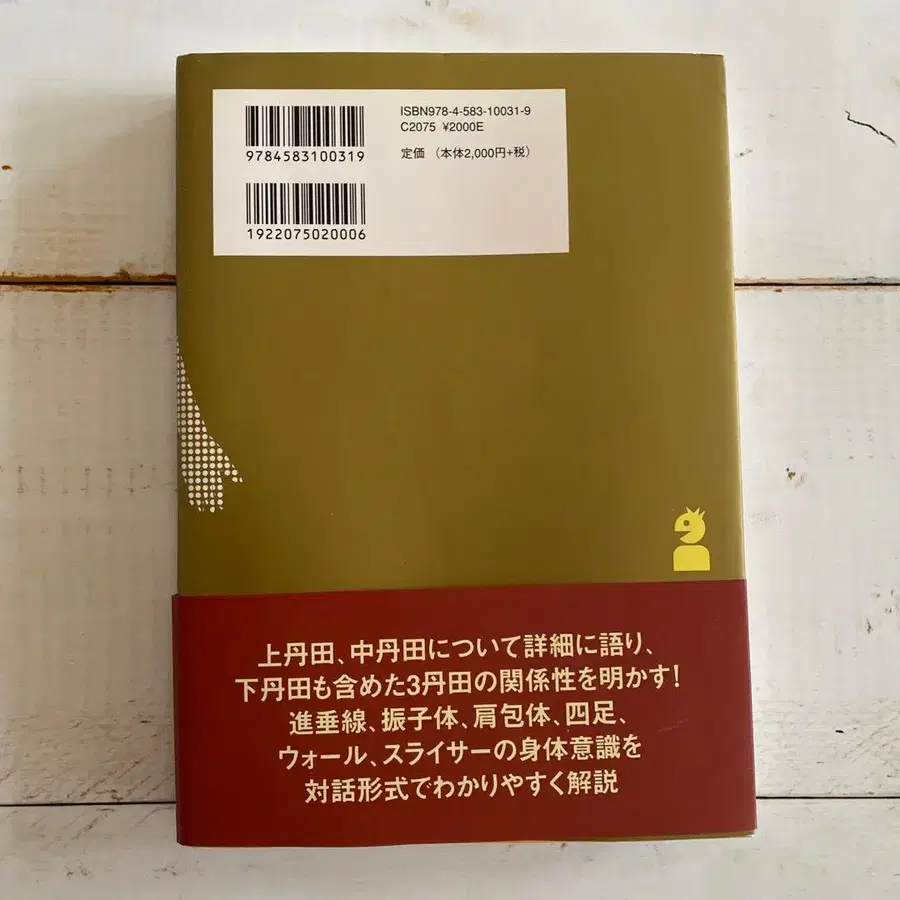 ISBN978-4-583-10031-9
C2075 ¥2000E
9784583100319
定価 （本体2,000円+税）
1922075020006
上丹田、中丹田について詳細に語り、
下丹田も含めた3丹田の関係性を明かす!
進垂線、振子体、肩包体、四足、
ウォール、スライサーの身体意識を
対話形式でわかりやすく解説